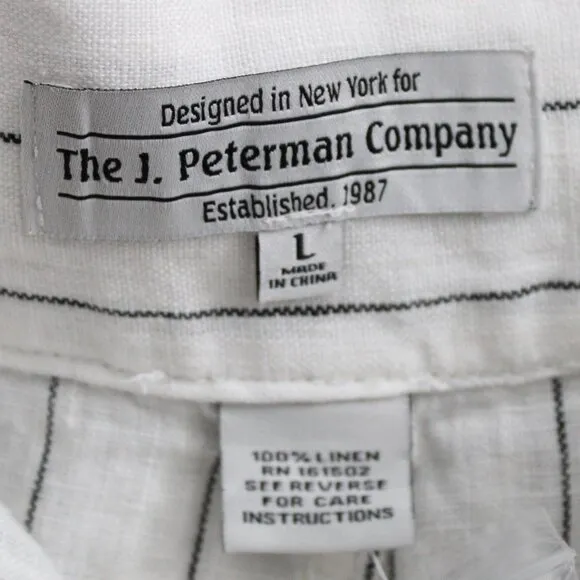 Designed in New York for
The J. Peterman Company
Established. 1987
L
MADE
IN CHINA
100% LINEN
RN 161502
SEE REVERSE
FOR CARE
INSTRUCTIONS